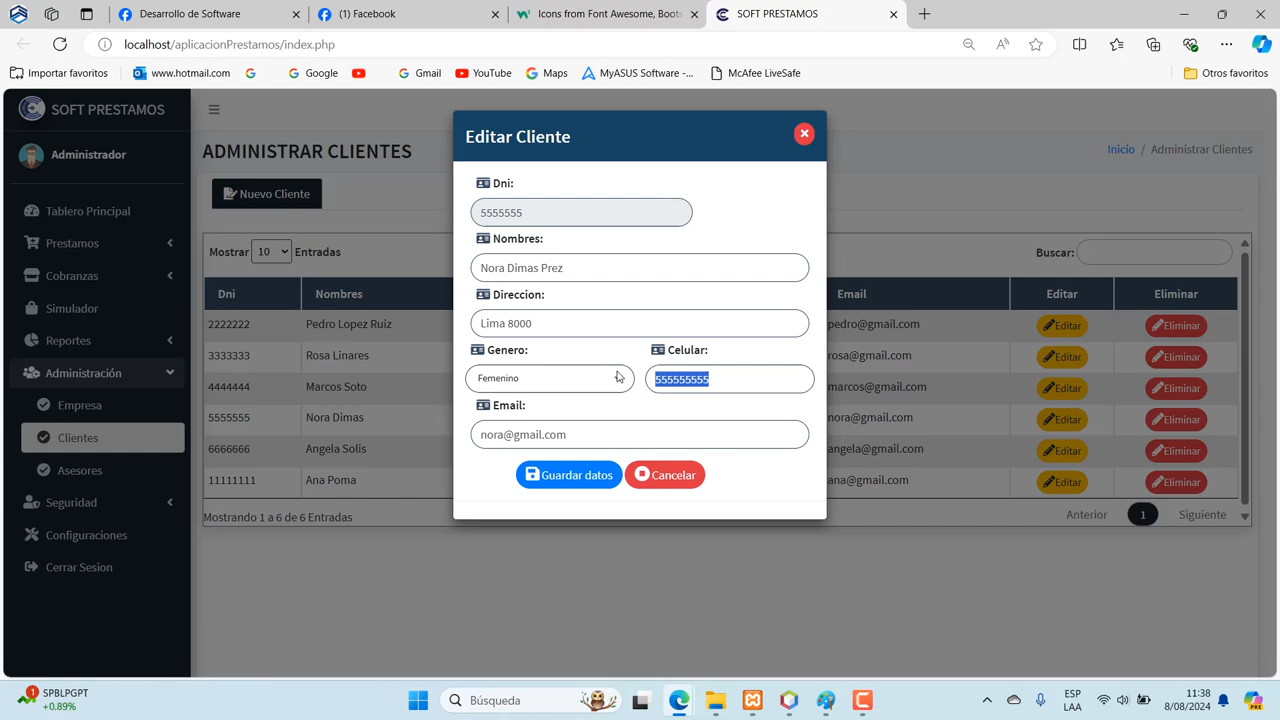 Desarrollo de Software
(1) Facebook
Icons from Font Awesome, Boots
SOFT PRESTAMOS
localhost/aplicacionPrestamos/index.php
Importar favoritos
www.hotmail.com
Google
Gmail
YouTube
Maps
MyASUS Software -...
McAfee LiveSafe
Otros favoritos
SOFT PRESTAMOS
Administrador
Tablero Principal
Prestamos
Cobranzas
Simulador
Reportes
Administración
Empresa
Clientes
Asesores
Seguridad
Configuraciones
Cerrar Sesion
ADMINISTRAR CLIENTES
Inicio / Administrar Clientes
Nuevo Cliente
Mostrar 10 Entradas
Buscar:
Dni Nombres Email Editar Eliminar
2222222 Pedro Lopez Ruiz pedro@gmail.com Editar Eliminar
3333333 Rosa Linares rosa@gmail.com Editar Eliminar
4444444 Marcos Soto marcos@gmail.com Editar Eliminar
5555555 Nora Dimas nora@gmail.com Editar Eliminar
6666666 Angela Solis angela@gmail.com Editar Eliminar
11111111 Ana Poma ana@gmail.com Editar Eliminar
Mostrando 1 a 6 de 6 Entradas
Anterior 1 Siguiente
Editar Cliente
Dni:
5555555
Nombres:
Nora Dimas Prez
Direccion:
Lima 8000
Genero: Celular:
Femenino 555555555
Email:
nora@gmail.com
Guardar datos Cancelar
1
SPBLPGPT
+0.89%
Búsqueda
ESP
LAA
11:38
8/08/2024
PRE